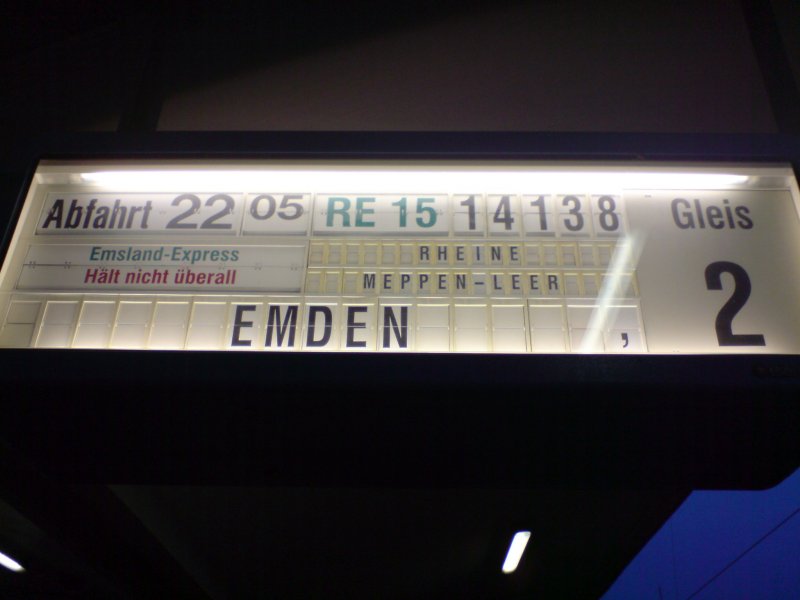 Abfahrt 22 05 RE 15 14138 Gleis
Emsland-Express
Hält nicht überall
RHEINE
MEPPEN-LEER
2
EMDEN ,